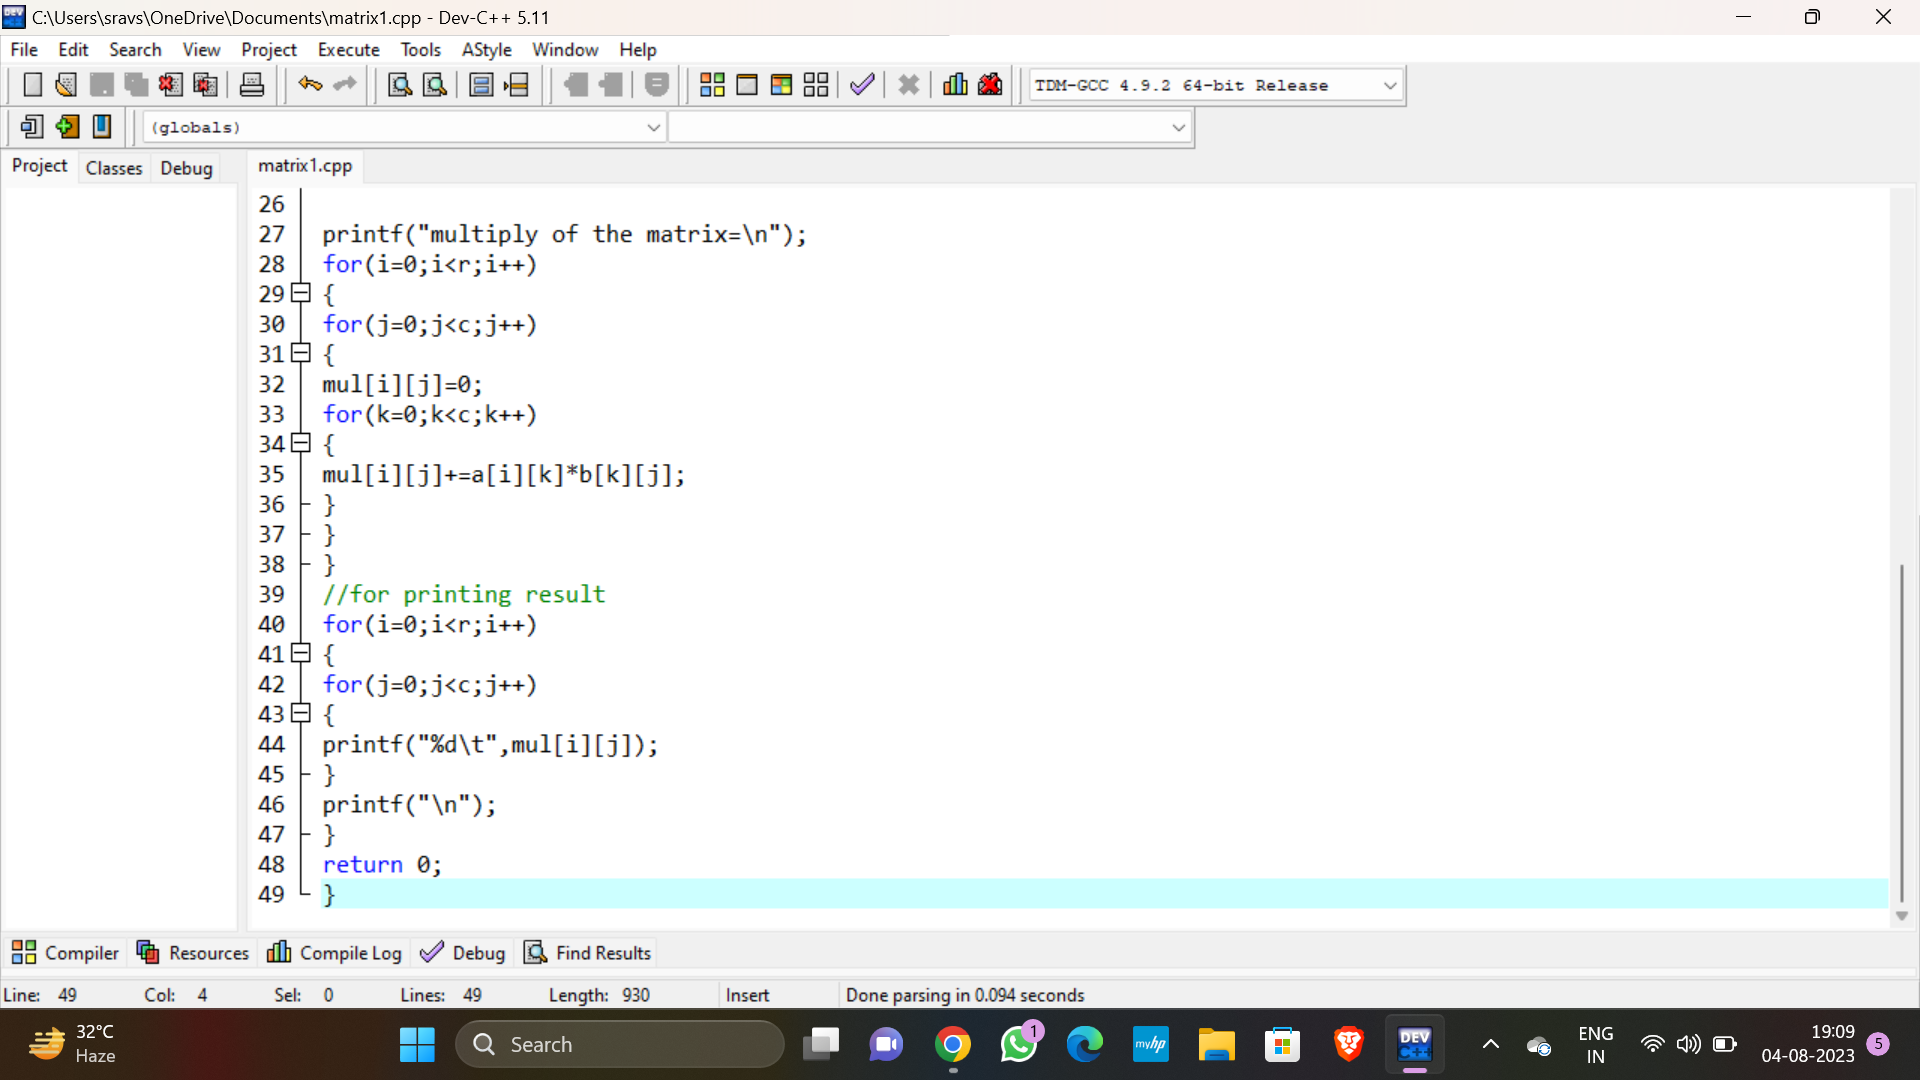 C:\Users\sravs\OneDrive\Documents\matrix1.cpp - Dev-C++ 5.11
File Edit Search View Project Execute Tools AStyle Window Help
TDM-GCC 4.9.2 64-bit Release
(globals)
Project Classes Debug matrix1.cpp
26
27 printf("multiply of the matrix=\n");
28 for(i=0;i<r;i++)
29 {
30 for(j=0;j<c;j++)
31 {
32 mul[i][j]=0;
33 for(k=0;k<c;k++)
34 {
35 mul[i][j]+=a[i][k]*b[k][j];
36 }
37 }
38 }
39 //for printing result
40 for(i=0;i<r;i++)
41 {
42 for(j=0;j<c;j++)
43 {
44 printf("%d\t",mul[i][j]);
45 }
46 printf("\n");
47 }
48 return 0;
49 }
Compiler Resources Compile Log Debug Find Results
Line: 49 Col: 4 Sel: 0 Lines: 49 Length: 930 Insert Done parsing in 0.094 seconds
32°C
Haze
Search
1
myhp
DEV
C++
ENG
IN
19:09
04-08-2023
5